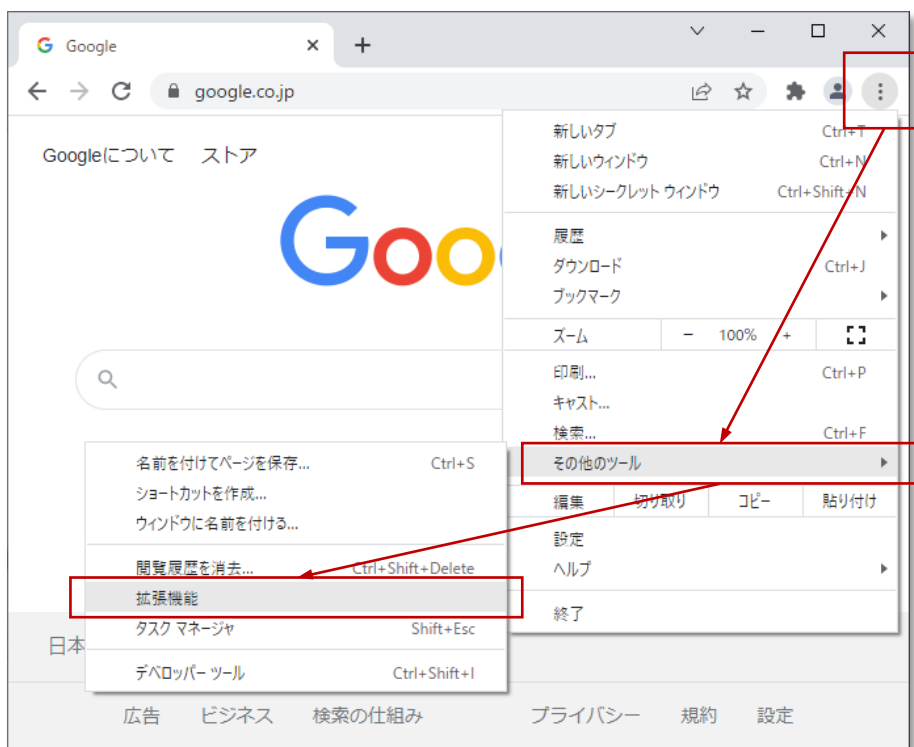 Google
google.co.jp
Googleについて ストア
Goo
新しいタブ Ctrl+T
新しいウィンドウ Ctrl+N
新しいシークレット ウィンドウ Ctrl+Shift+N
履歴
ダウンロード Ctrl+J
ブックマーク
ズーム − 100% +
印刷... Ctrl+P
キャスト...
検索... Ctrl+F
その他のツール
編集 切り取り コピー 貼り付け
設定
ヘルプ
終了
名前を付けてページを保存... Ctrl+S
ショートカットを作成...
ウィンドウに名前を付ける...
閲覧履歴を消去... Ctrl+Shift+Delete
拡張機能
タスク マネージャ Shift+Esc
デベロッパー ツール Ctrl+Shift+I
日本
広告 ビジネス 検索の仕組み プライバシー 規約 設定